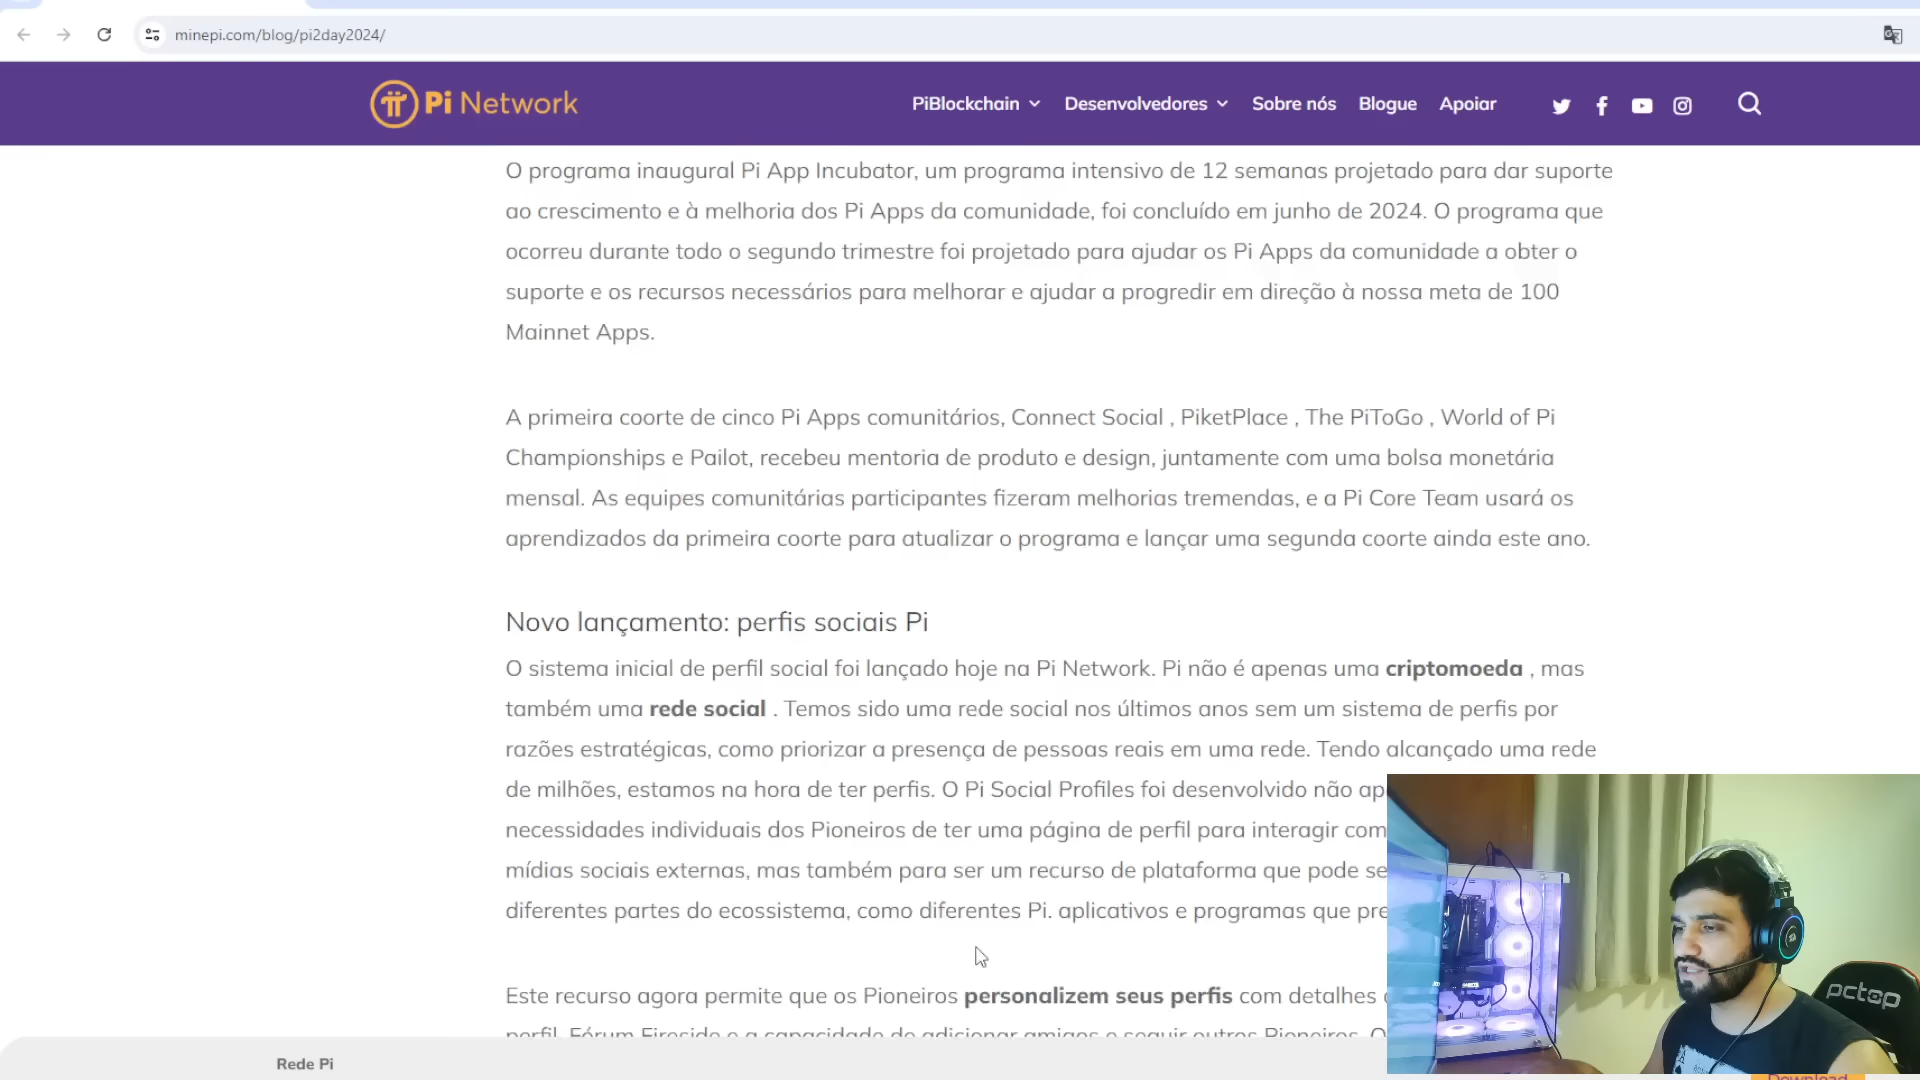 minepi.com/blog/pi2day2024/
Pi Network
PiBlockchain
Desenvolvedores
Sobre nós
Blogue
Apoiar
O programa inaugural Pi App Incubator, um programa intensivo de 12 semanas projetado para dar suporte
ao crescimento e à melhoria dos Pi Apps da comunidade, foi concluído em junho de 2024. O programa que
ocorreu durante todo o segundo trimestre foi projetado para ajudar os Pi Apps da comunidade a obter o
suporte e os recursos necessários para melhorar e ajudar a progredir em direção à nossa meta de 100
Mainnet Apps.
A primeira coorte de cinco Pi Apps comunitários, Connect Social , PiketPlace , The PiToGo , World of Pi
Championships e Pailot, recebeu mentoria de produto e design, juntamente com uma bolsa monetária
mensal. As equipes comunitárias participantes fizeram melhorias tremendas, e a Pi Core Team usará os
aprendizados da primeira coorte para atualizar o programa e lançar uma segunda coorte ainda este ano.
Novo lançamento: perfis sociais Pi
O sistema inicial de perfil social foi lançado hoje na Pi Network. Pi não é apenas uma criptomoeda , mas
também uma rede social . Temos sido uma rede social nos últimos anos sem um sistema de perfis por
razões estratégicas, como priorizar a presença de pessoas reais em uma rede. Tendo alcançado uma rede
de milhões, estamos na hora de ter perfis. O Pi Social Profiles foi desenvolvido não
necessidades individuais dos Pioneiros de ter uma página de perfil para interagir com
mídias sociais externas, mas também para ser um recurso de plataforma que pode
diferentes partes do ecossistema, como diferentes Pi. aplicativos e programas que
Este recurso agora permite que os Pioneiros personalizem seus perfis com detalhes
perfil, Fórum Fireside e a capacidade de adicionar amigos e seguir outros Pioneiros. O
Rede Pi
pctop
Download